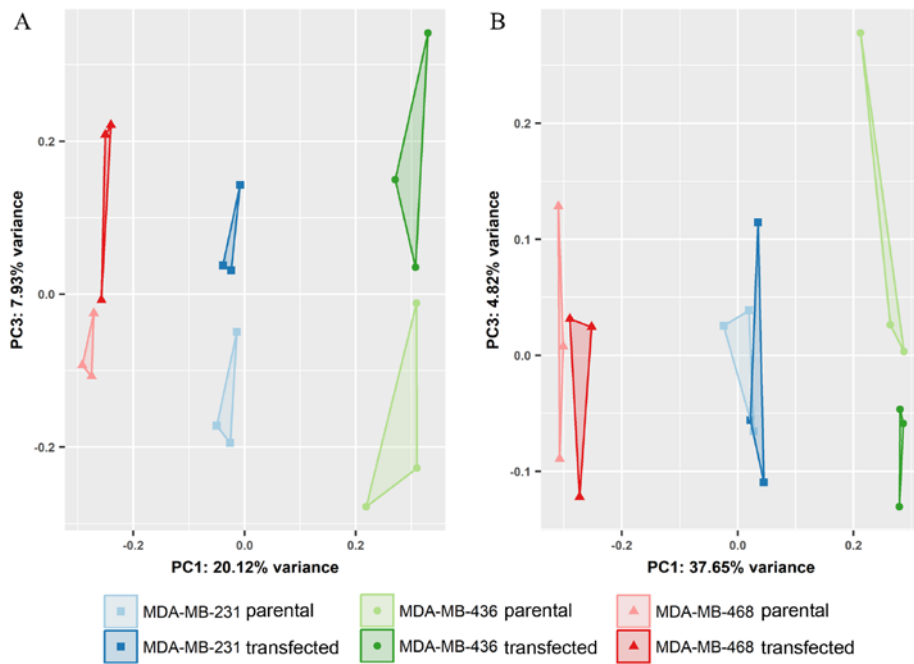 A
B
0.2
0.0
-0.2
PC3: 7.93% variance
-0.2
0.0
0.2
PC1: 20.12% variance
0.2
0.1
0.0
-0.1
PC3: 4.82% variance
-0.2
0.0
0.2
PC1: 37.65% variance
MDA-MB-231 parental
MDA-MB-436 parental
MDA-MB-468 parental
MDA-MB-231 transfected
MDA-MB-436 transfected
MDA-MB-468 transfected